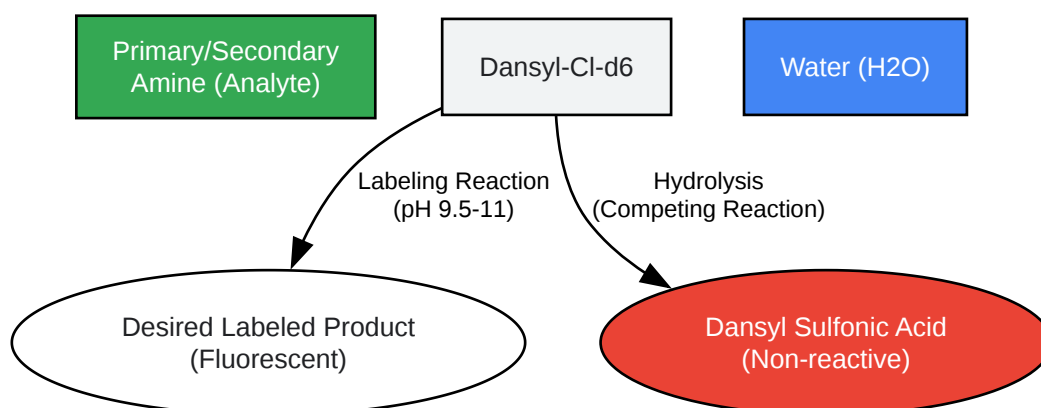 Primary/Secondary
Amine (Analyte)
Dansyl-Cl-d6
Water (H2O)
Labeling Reaction
(pH 9.5-11)
Hydrolysis
(Competing Reaction)
Desired Labeled Product
(Fluorescent)
Dansyl Sulfonic Acid
(Non-reactive)